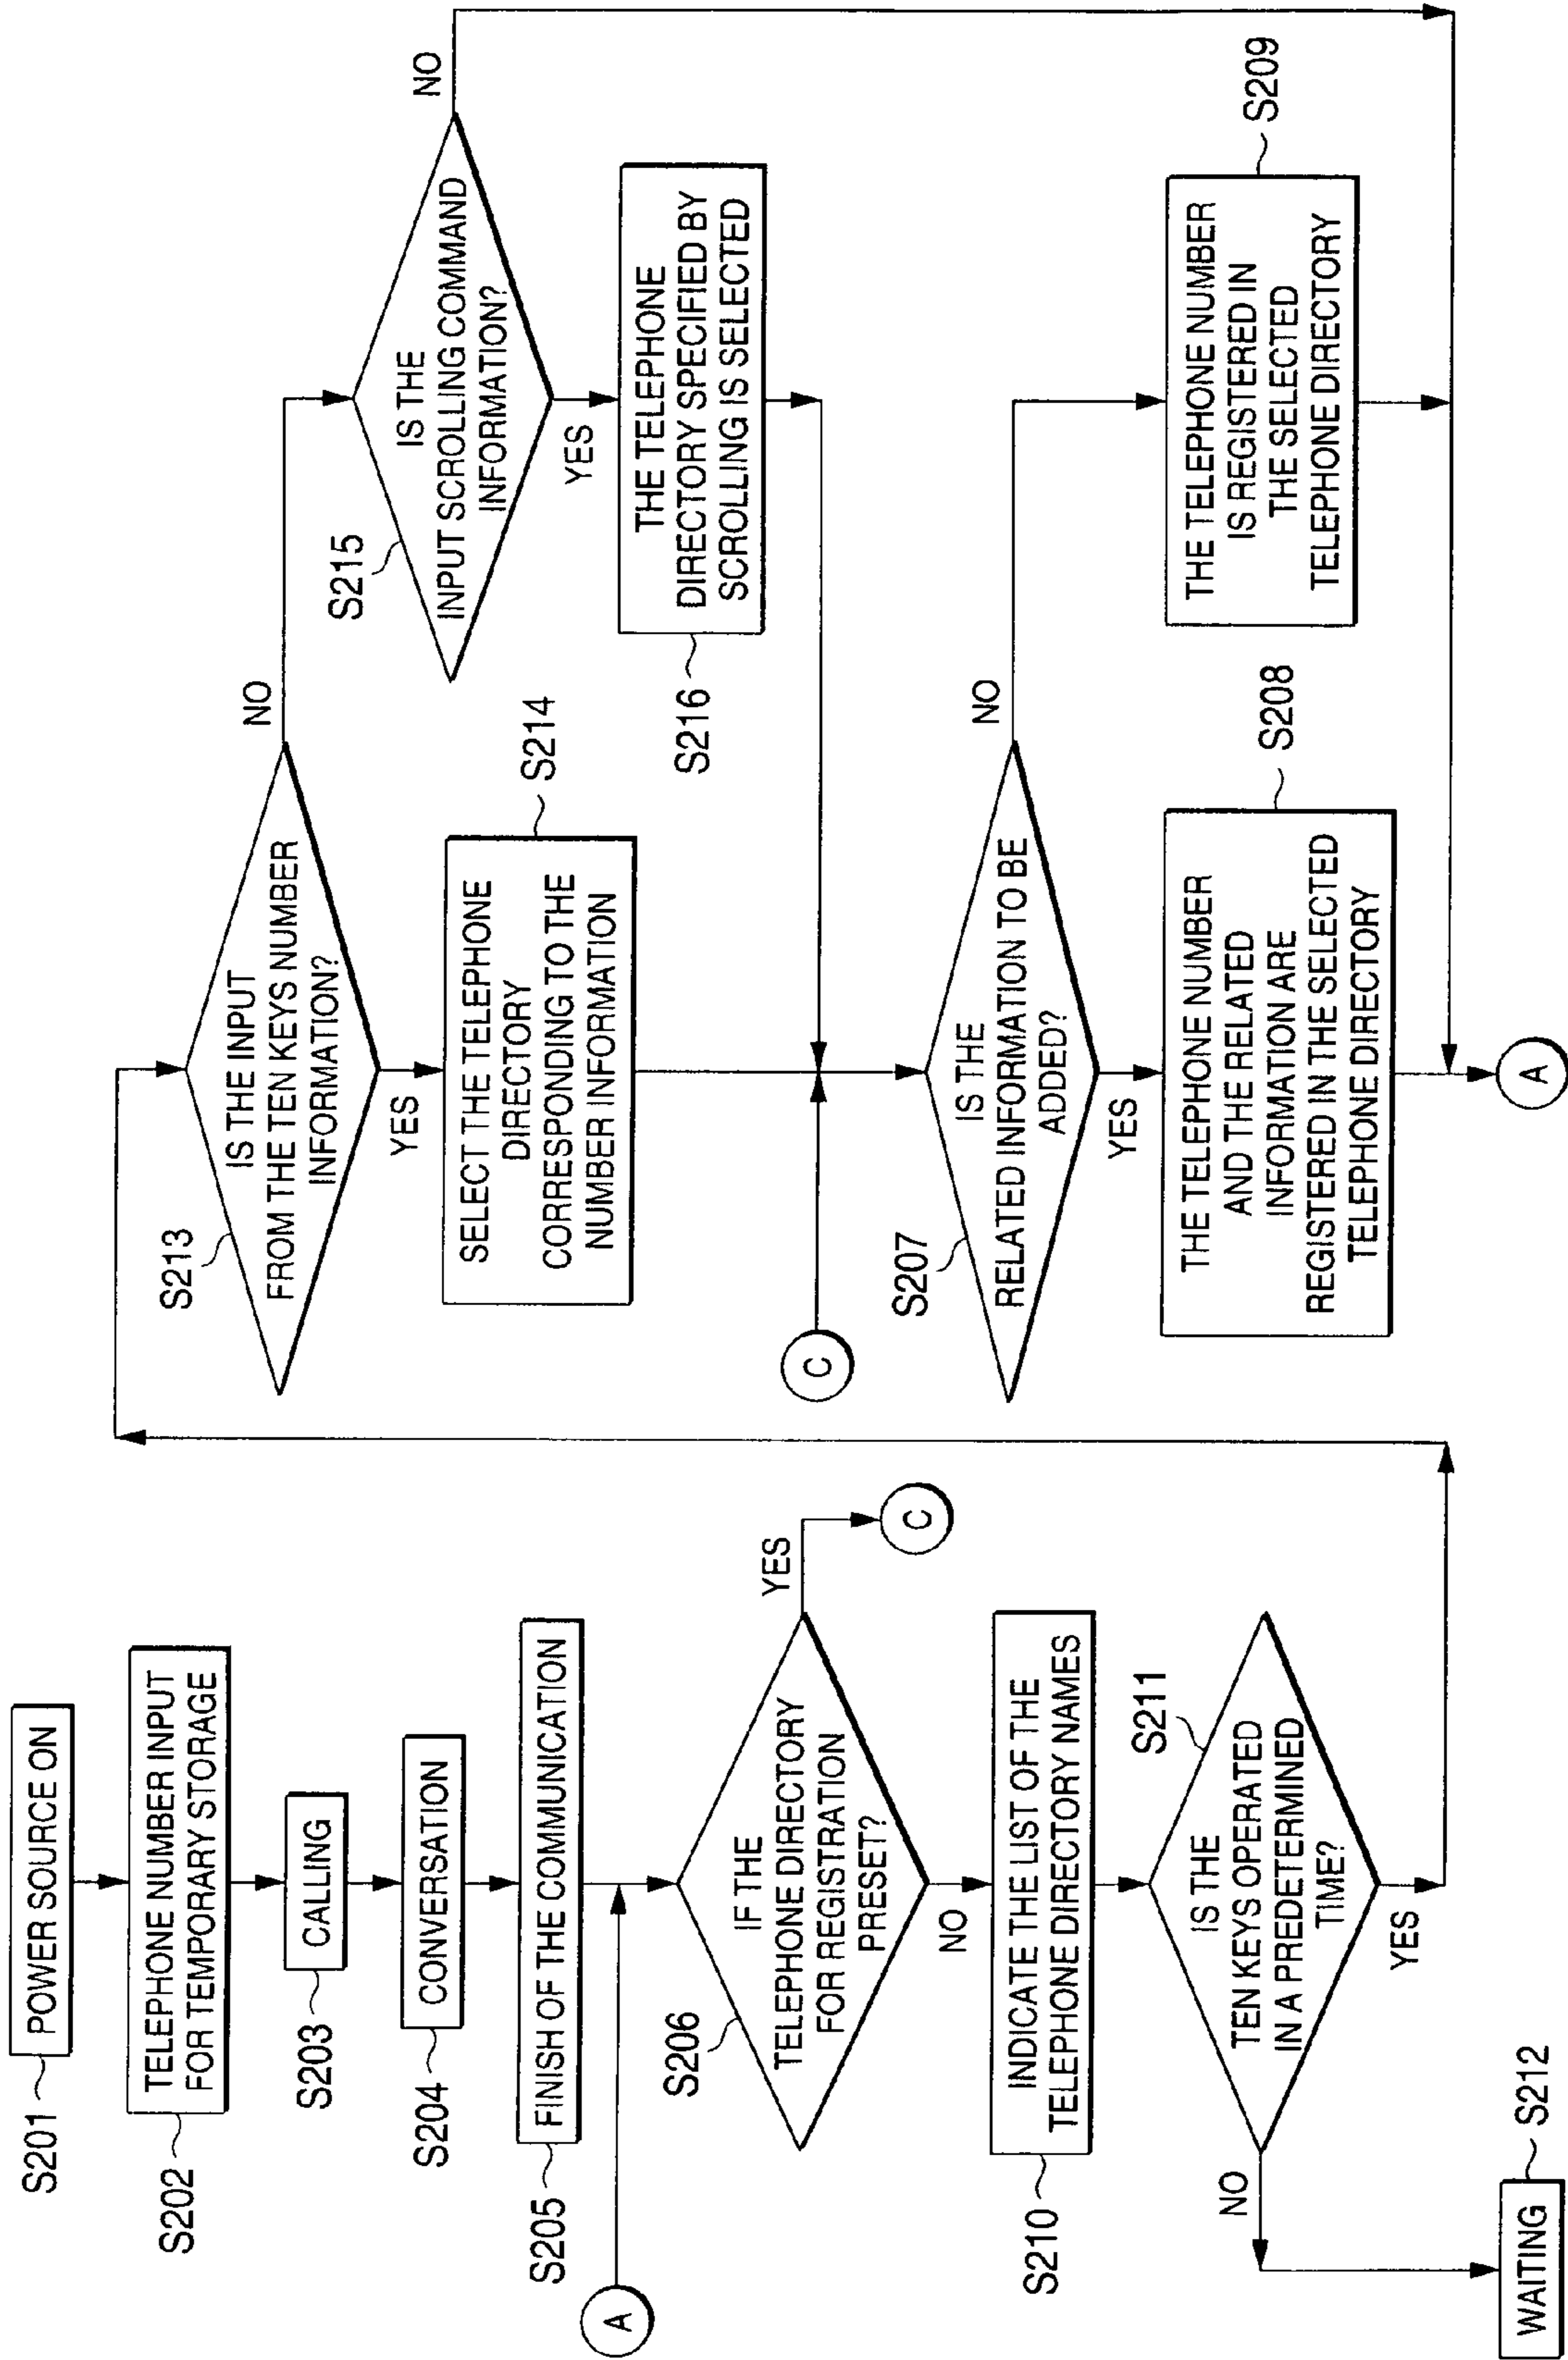 S201
POWER SOURCE ON
S202
TELEPHONE NUMBER INPUT
FOR TEMPORARY STORAGE
S203
CALLING
S204
CONVERSATION
S205
FINISH OF THE COMMUNICATION
A
S206
IF THE
TELEPHONE DIRECTORY
FOR REGISTRATION
PRESET?
YES
C
NO
S210
INDICATE THE LIST OF THE
TELEPHONE DIRECTORY NAMES
S211
IS THE
TEN KEYS OPERATED
IN A PREDETERMINED
TIME?
NO
YES
WAITING
S212
S213
IS THE INPUT
FROM THE TEN KEYS NUMBER
INFORMATION?
NO
YES
S214
SELECT THE TELEPHONE
DIRECTORY
CORRESPONDING TO THE
NUMBER INFORMATION
S215
IS THE
INPUT SCROLLING COMMAND
INFORMATION?
NO
YES
S216
THE TELEPHONE
DIRECTORY SPECIFIED BY
SCROLLING IS SELECTED
C
S207
IS THE
RELATED INFORMATION TO BE
ADDED?
NO
YES
S208
THE TELEPHONE NUMBER
AND THE RELATED
INFORMATION ARE
REGISTERED IN THE SELECTED
TELEPHONE DIRECTORY
S209
THE TELEPHONE NUMBER
IS REGISTERED IN
THE SELECTED
TELEPHONE DIRECTORY
A